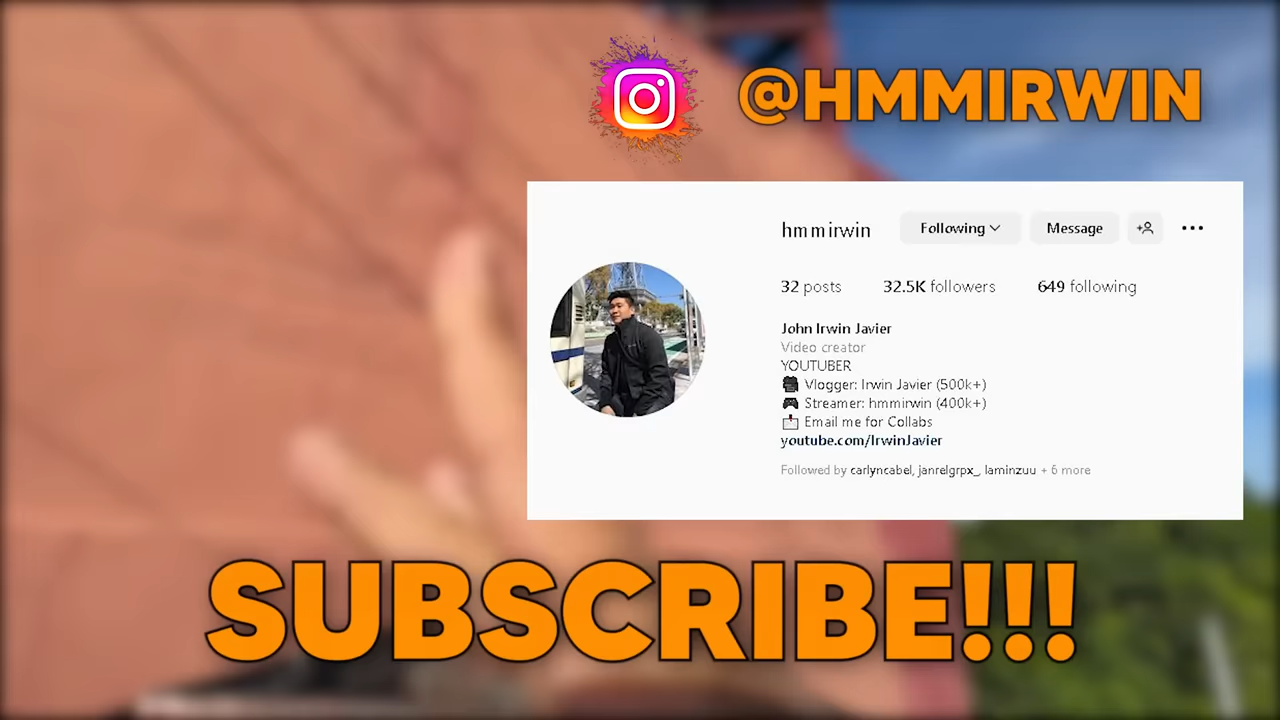 @HMMIRWIN
hmmirwin Following Message
32 posts 32.5K followers 649 following
John Irwin Javier
Video creator
YOUTUBER
Vlogger: Irwin Javier (500k+)
🎮 Streamer: hmmirwin (400k+)
📩 Email me for Collabs
youtube.com/IrwinJavier
Followed by carlyncabel, janrelgrpx_, laminzuu + 6 more
SUBSCRIBE!!!